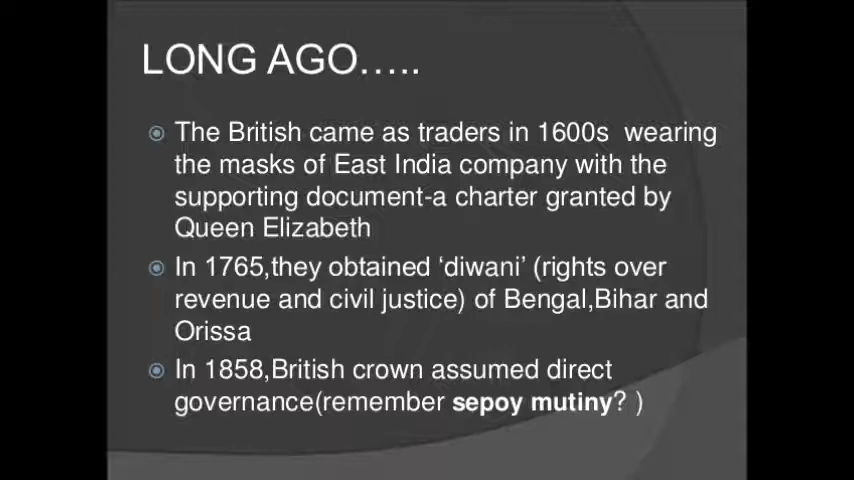 LONG AGO…..
The British came as traders in 1600s  wearing
the masks of East India company with the
supporting document-a charter granted by
Queen Elizabeth
In 1765,they obtained ‘diwani’ (rights over
revenue and civil justice) of Bengal,Bihar and
Orissa
In 1858,British crown assumed direct
governance(remember sepoy mutiny? )